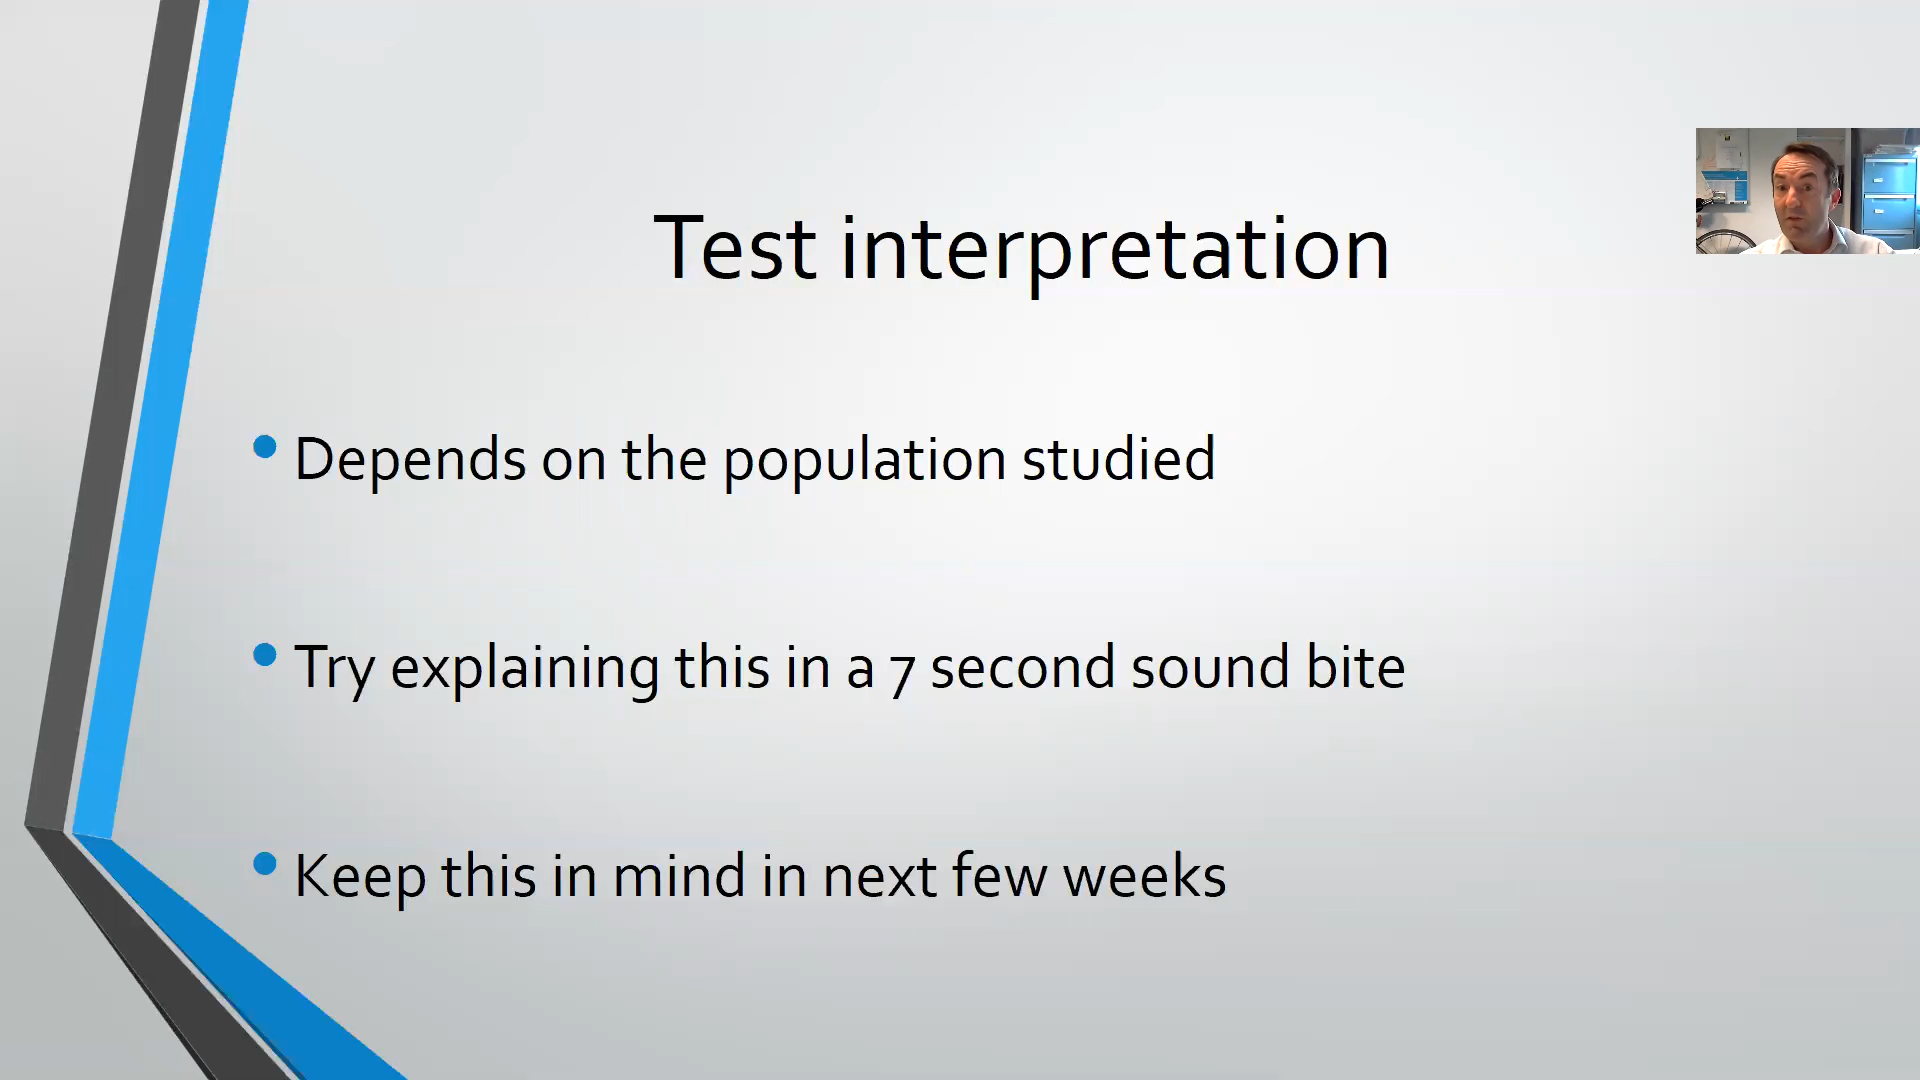 Test interpretation
Depends on the population studied
Try explaining this in a 7 second sound bite
Keep this in mind in next few weeks